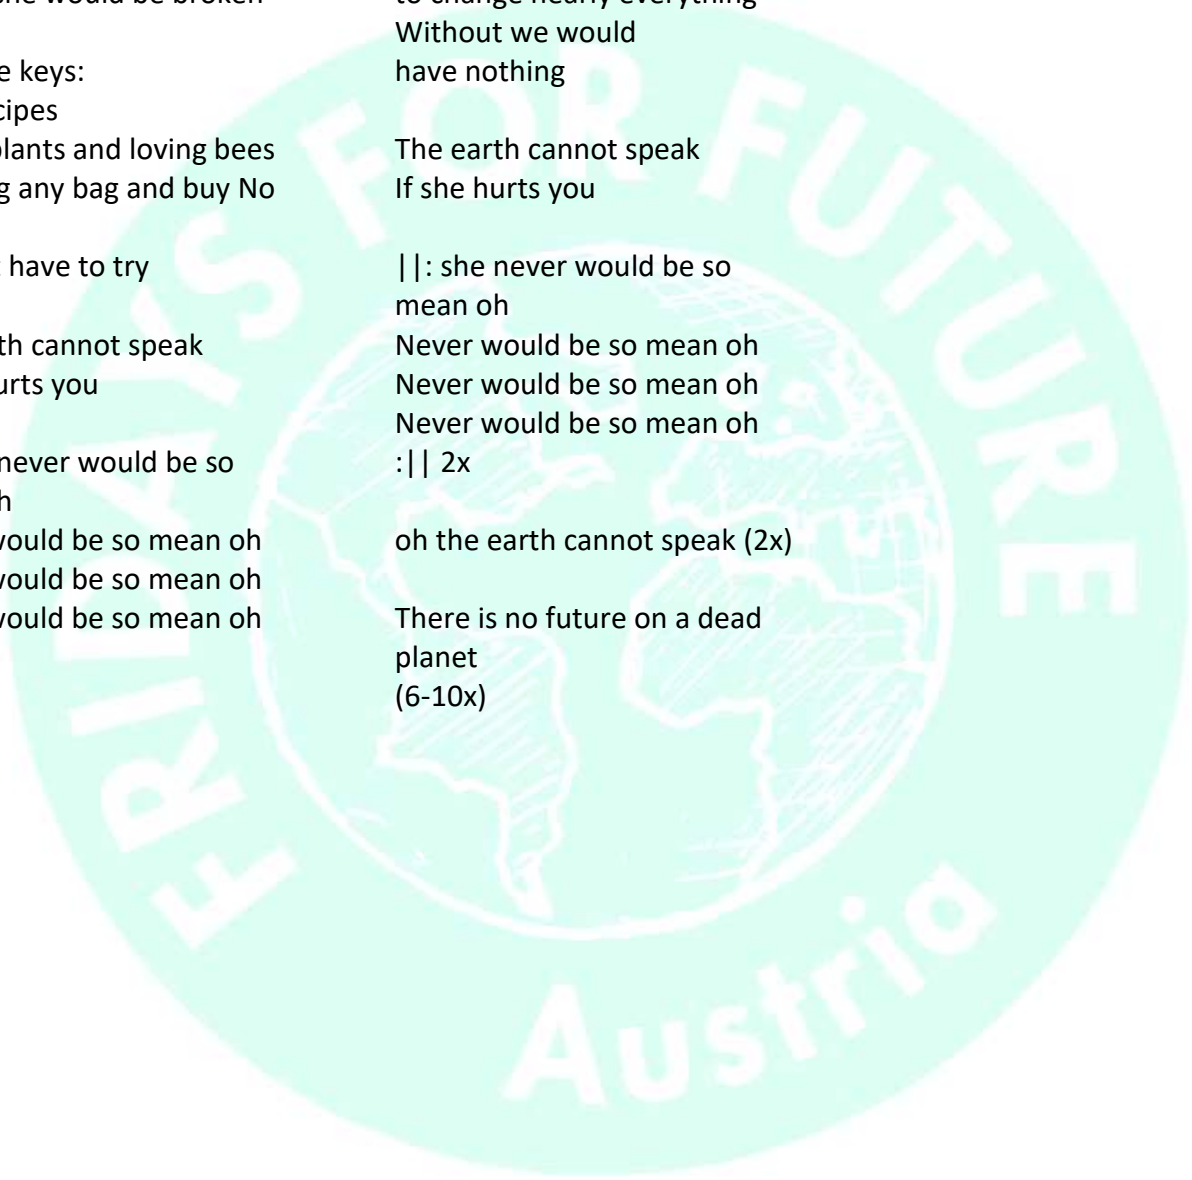 she would be broken
e keys:
cipes
plants and loving bees
g any bag and buy No
t have to try
th cannot speak
urts you
never would be so
h
would be so mean oh
would be so mean oh
would be so mean oh
to change nearly everything
Without we would
have nothing
The earth cannot speak
If she hurts you
||: she never would be so
mean oh
Never would be so mean oh
Never would be so mean oh
Never would be so mean oh
:|| 2x
oh the earth cannot speak (2x)
There is no future on a dead
planet
(6-10x)
FRIDAYS FOR FUTURE
Austria